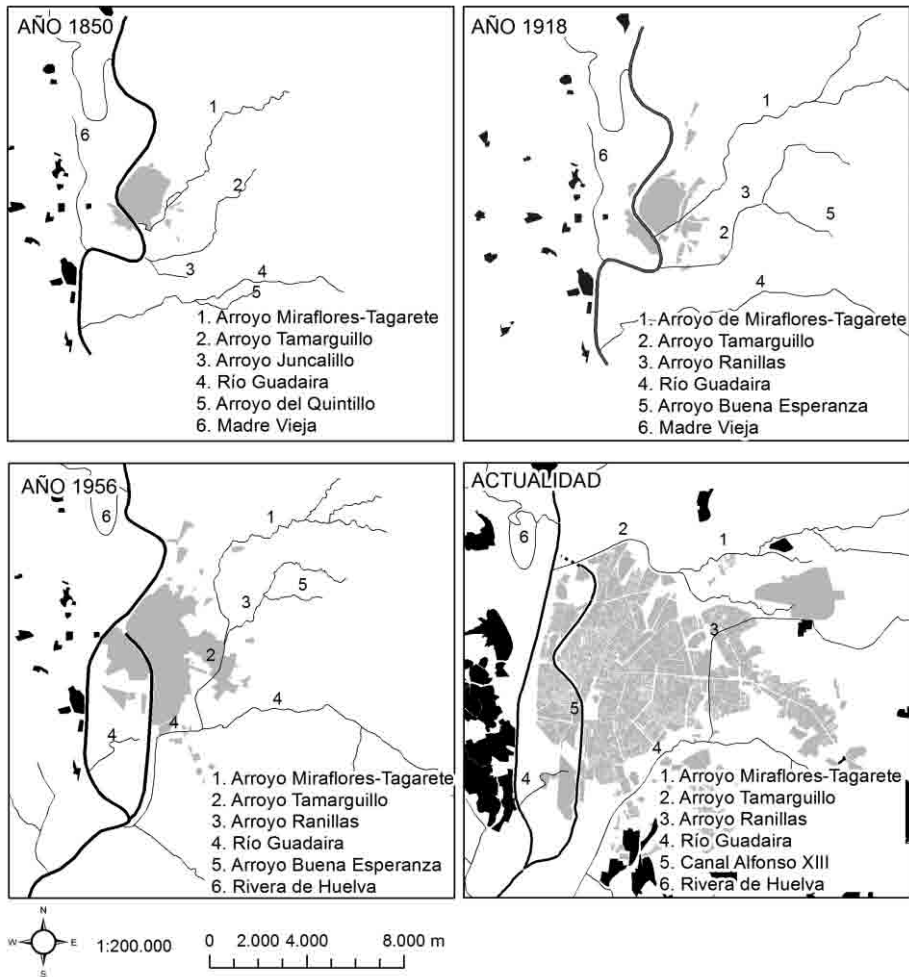 AÑO 1850
1
6
2
3
4
5
1. Arroyo Miraflores-Tagarete
2. Arroyo Tamarguillo
3. Arroyo Juncalillo
4. Río Guadaira
5. Arroyo del Quintillo
6. Madre Vieja
AÑO 1918
1
6
3
5
2
4
1. Arroyo de Miraflores-Tagarete
2. Arroyo Tamarguillo
3. Arroyo Ranillas
4. Río Guadaira
5. Arroyo Buena Esperanza
6. Madre Vieja
AÑO 1956
6
1
5
3
2
4
4
4
1. Arroyo Miraflores-Tagarete
2. Arroyo Tamarguillo
3. Arroyo Ranillas
4. Río Guadaira
5. Arroyo Buena Esperanza
6. Rivera de Huelva
ACTUALIDAD
6
2
1
3
5
4
4
1. Arroyo Miraflores-Tagarete
2. Arroyo Tamarguillo
3. Arroyo Ranillas
4. Río Guadaira
5. Canal Alfonso XIII
6. Rivera de Huelva
N
W E
S
1:200.000
0 2.000 4.000 8.000 m